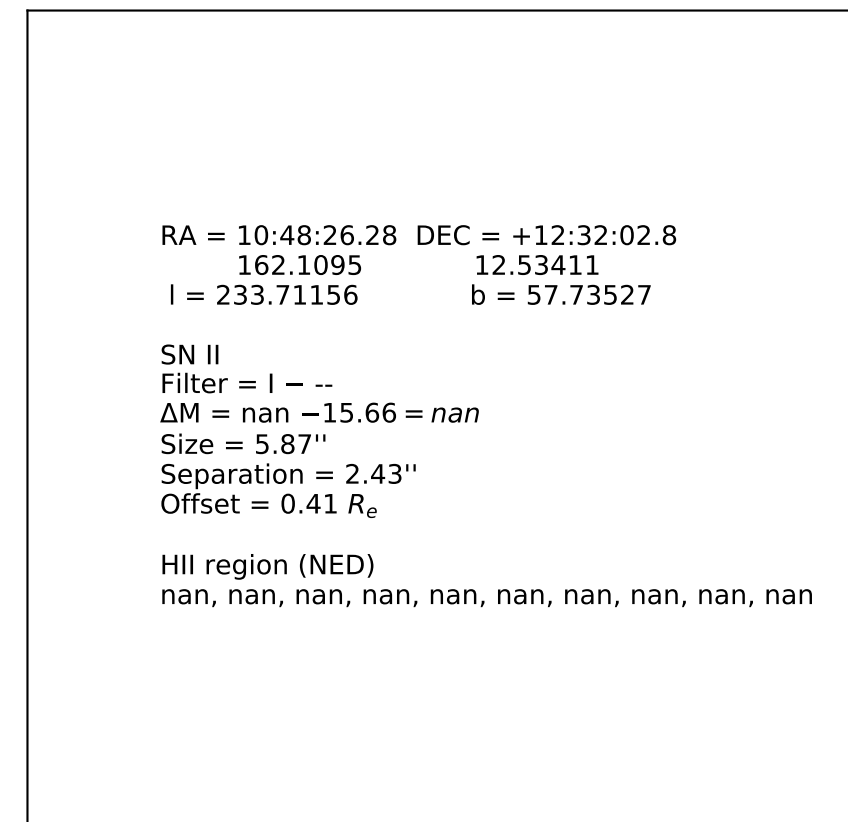 RA = 10:48:26.28 DEC = +12:32:02.8
162.1095 12.53411
l = 233.71156 b = 57.73527
SN II
Filter = I − --
ΔM = nan −15.66 = nan
Size = 5.87''
Separation = 2.43''
Offset = 0.41 Rₑ
HII region (NED)
nan, nan, nan, nan, nan, nan, nan, nan, nan, nan